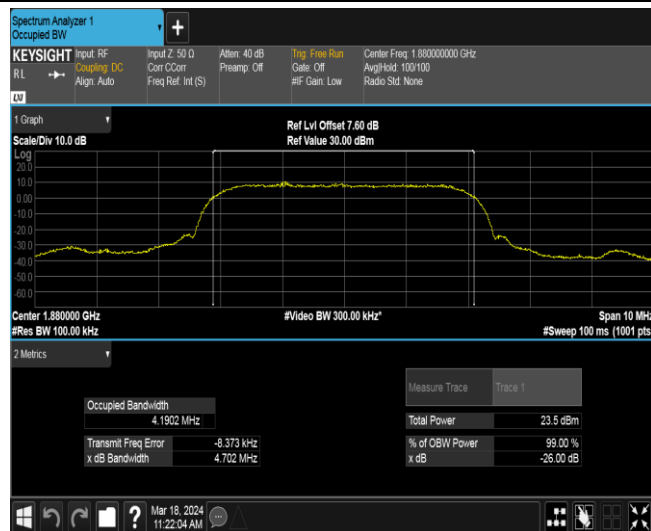 Spectrum Analyzer 1
Occupied BW
+
KEYSIGHT Input: RF Input Z: 50 Ω Atten: 40 dB Trig: Free Run Center Freq: 1.880000000 GHz
RL Coupling: DC Corr CCorr Preamp: Off Gate: Off Avg|Hold: 100/100
Align: Auto Freq Ref: Int (S) #IF Gain: Low Radio Std: None
LXI
1 Graph
Scale/Div 10.0 dB
Ref Lvl Offset 7.60 dB
Ref Value 30.00 dBm
Log
20.0
10.0
0.00
-10.0
-20.0
-30.0
-40.0
-50.0
-60.0
Center 1.880000 GHz #Video BW 300.00 kHz* Span 10 MHz
#Res BW 100.00 kHz #Sweep 100 ms (1001 pts
2 Metrics
Measure Trace Trace 1
Occupied Bandwidth
4.1902 MHz
Total Power 23.5 dBm
Transmit Freq Error -8.373 kHz % of OBW Power 99.00 %
x dB Bandwidth 4.702 MHz x dB -26.00 dB
?
Mar 18, 2024
11:22:04 AM